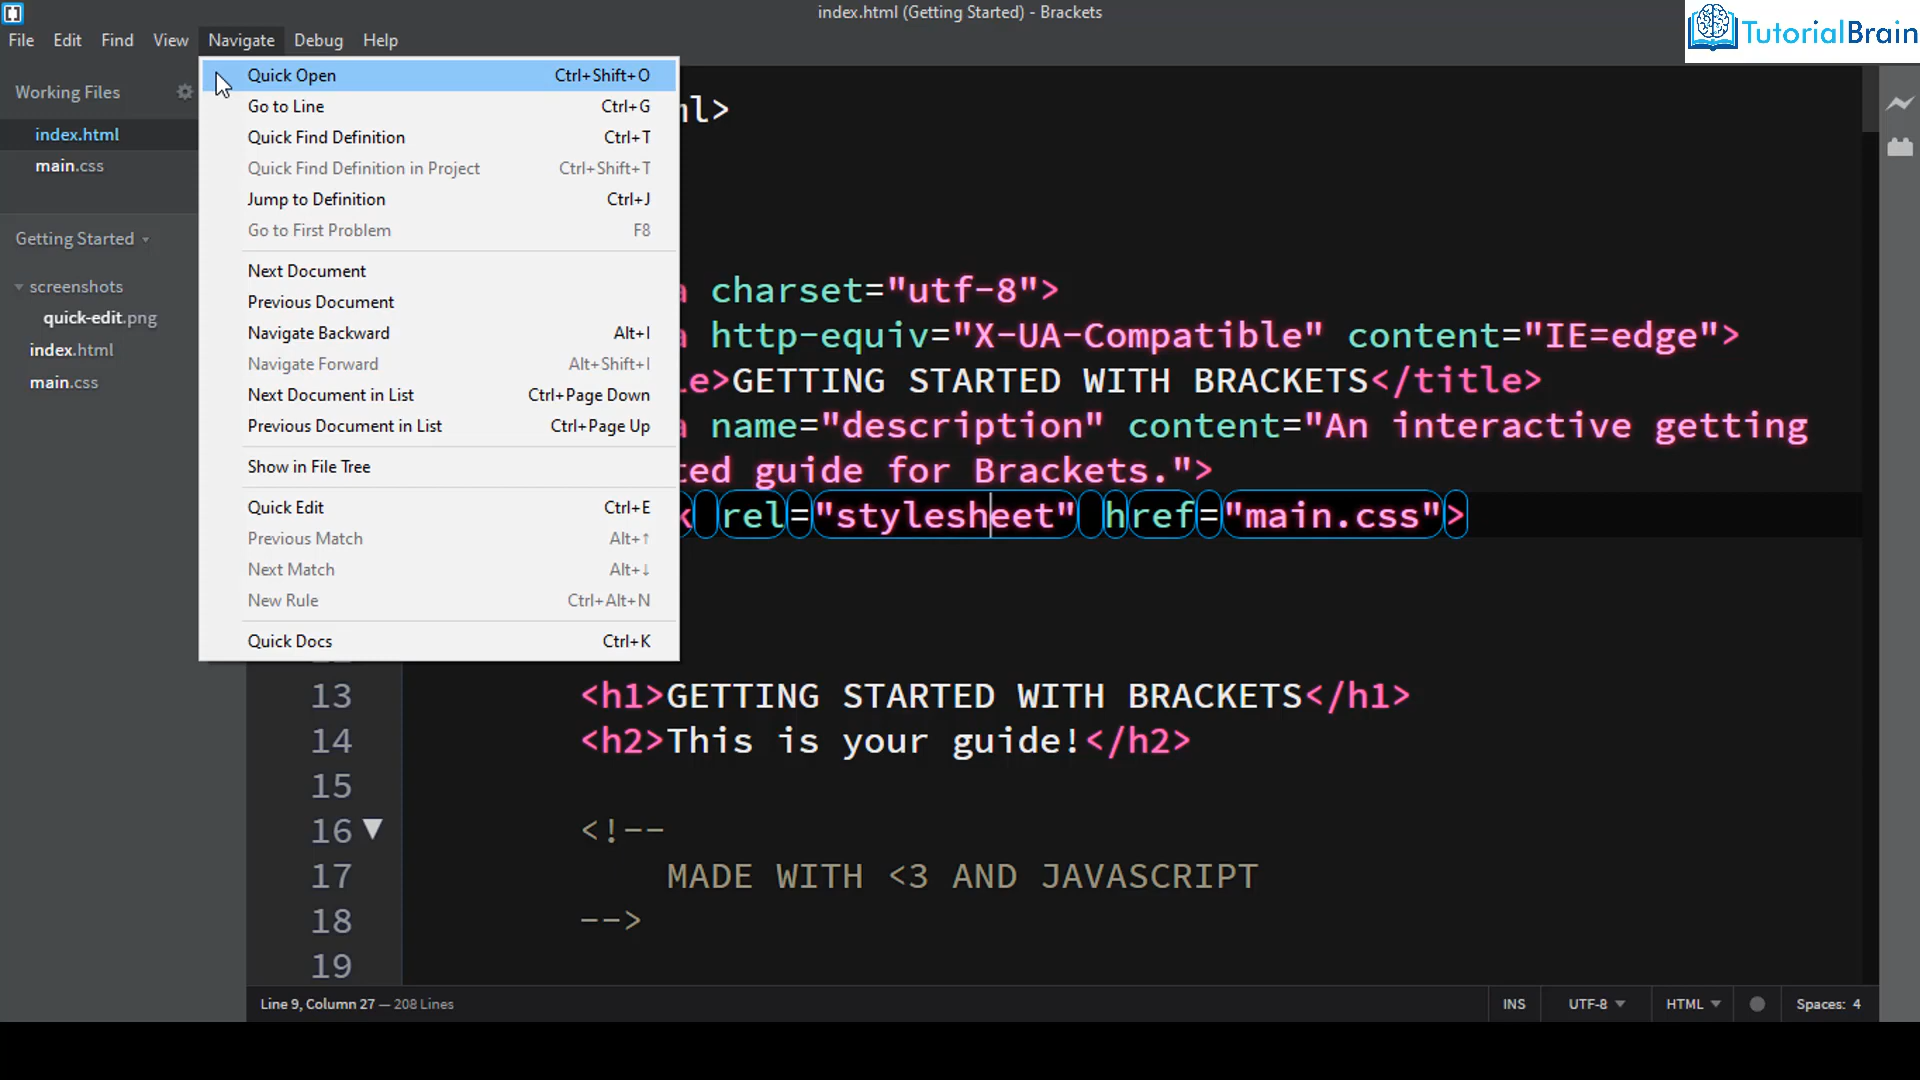 index.html (Getting Started) - Brackets
TutorialBrain
File Edit Find View Navigate Debug Help
Working Files
index.html
main.css
Getting Started
screenshots
quick-edit.png
index.html
main.css
Quick Open Ctrl+Shift+O
Go to Line Ctrl+G
Quick Find Definition Ctrl+T
Quick Find Definition in Project Ctrl+Shift+T
Jump to Definition Ctrl+J
Go to First Problem F8
Next Document
Previous Document
Navigate Backward Alt+I
Navigate Forward Alt+Shift+I
Next Document in List Ctrl+Page Down
Previous Document in List Ctrl+Page Up
Show in File Tree
Quick Edit Ctrl+E
Previous Match Alt+↑
Next Match Alt+↓
New Rule Ctrl+Alt+N
Quick Docs Ctrl+K
ml>
a charset="utf-8">
a http-equiv="X-UA-Compatible" content="IE=edge">
le>GETTING STARTED WITH BRACKETS</title>
a name="description" content="An interactive getting
ted guide for Brackets.">
k rel="stylesheet" href="main.css">
13 <h1>GETTING STARTED WITH BRACKETS</h1>
14 <h2>This is your guide!</h2>
15
16 <!--
17 MADE WITH <3 AND JAVASCRIPT
18 -->
19
Line 9, Column 27 — 208 Lines
INS UTF-8 HTML Spaces: 4